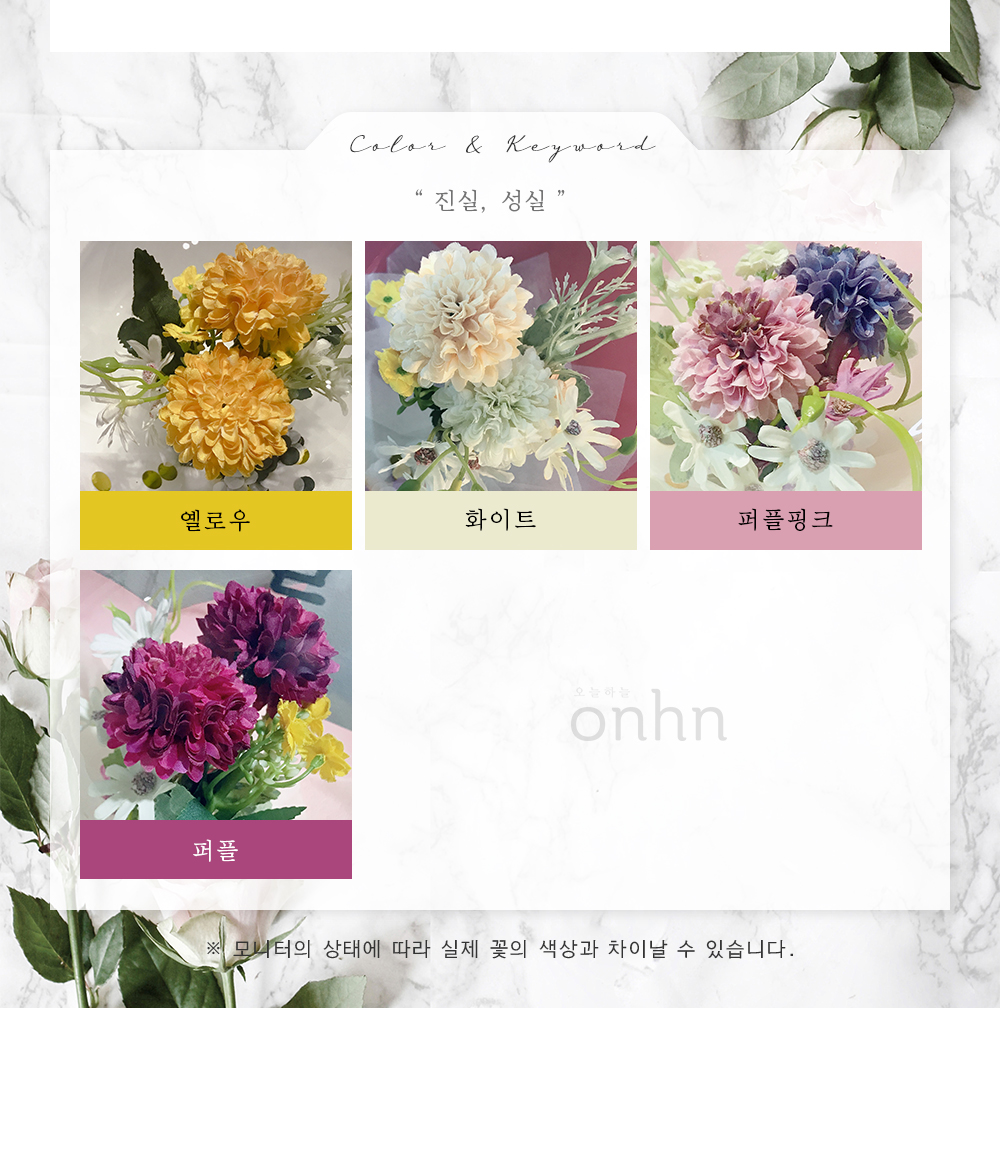 Color & Keyword
“ 진실, 성실 ”
옐로우
화이트
퍼플핑크
퍼플
오늘하늘
onhn
※ 모니터의 상태에 따라 실제 꽃의 색상과 차이날 수 있습니다.